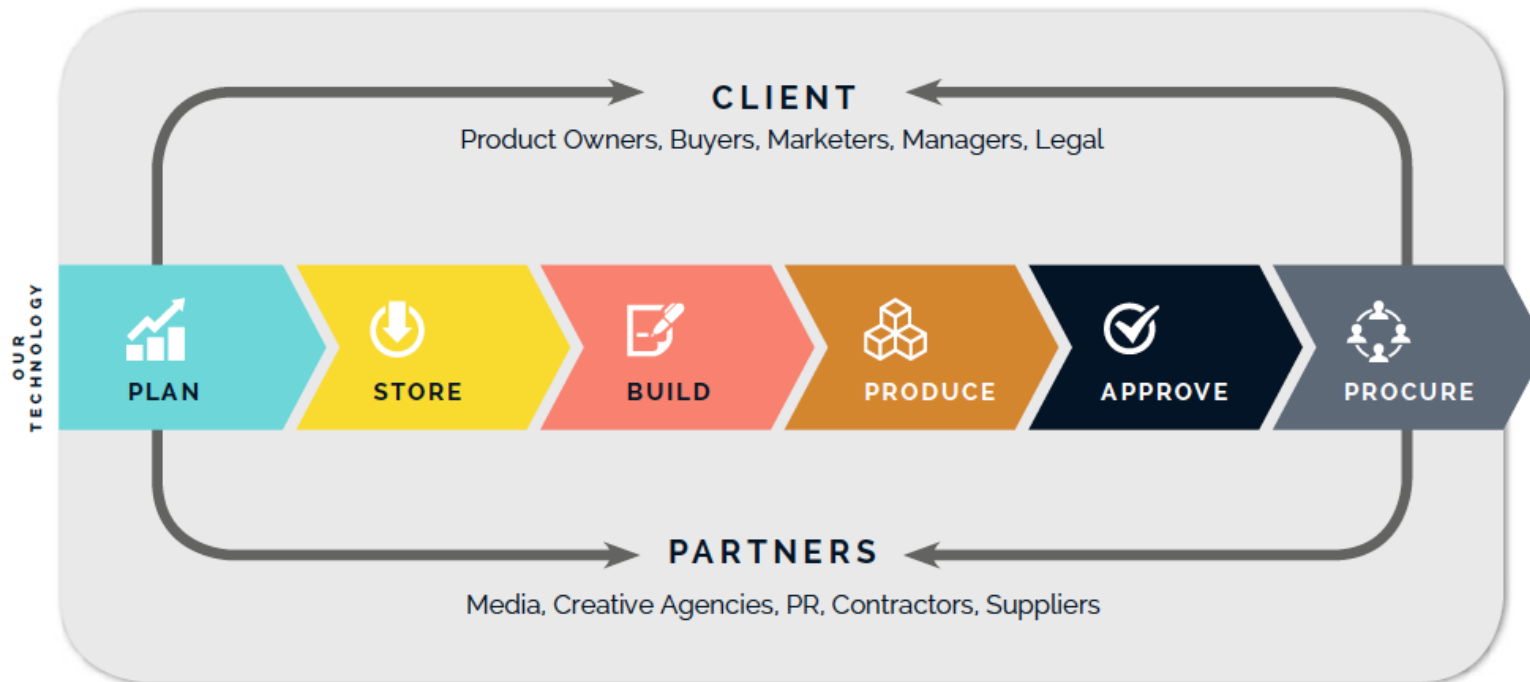 CLIENT
Product Owners, Buyers, Marketers, Managers, Legal
OUR
TECHNOLOGY
PLAN
STORE
BUILD
PRODUCE
APPROVE
PROCURE
PARTNERS
Media, Creative Agencies, PR, Contractors, Suppliers